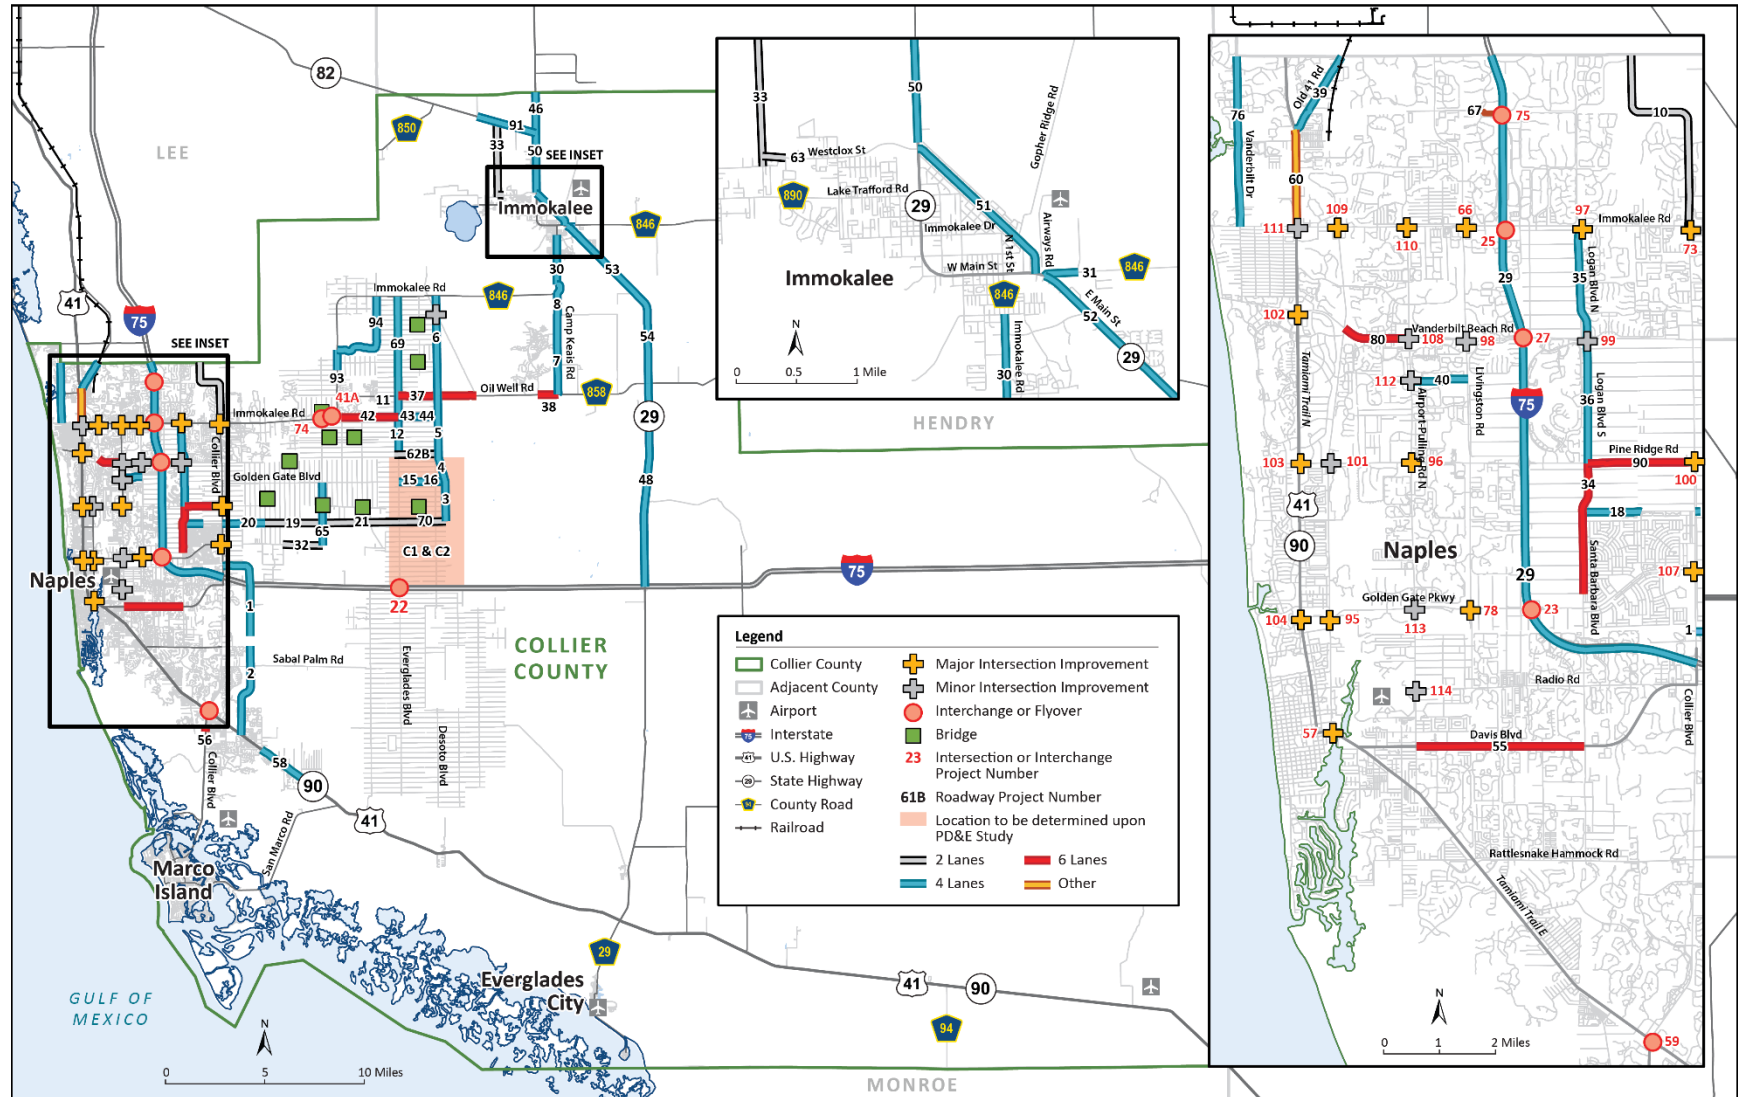 82
LEE
850
46
91
33
50
SEE INSET
Immokalee
846
41
75
30
53
Immokalee Rd
846
8
94
69
6
Camp Keais Rd
54
7
93
SEE INSET
41A
11
37
Oil Well Rd
858
38
Immokalee Rd
42
43
44
74
12
5
29
62B
4
Collier Blvd
Golden Gate Blvd
15
16
3
48
20
19
21
70
65
32
C1 & C2
75
Naples
22
1
COLLIER
COUNTY
Sabal Palm Rd
2
Everglades Blvd
Desoto Blvd
56
Collier Blvd
58
90
41
San Marco Rd
Marco
Island
29
Everglades
City
41
90
94
GULF OF
MEXICO
N
0
5
10 Miles
MONROE
HENDRY
33
50
Gopher Ridge Rd
63
Westclox St
890
Lake Trafford Rd
29
51
Immokalee Dr
N 1st St
Airways Rd
W Main St
31
846
Immokalee
846
E Main St
52
Immokalee Rd
29
30
N
0
0.5
1 Mile
Legend
Collier County
Adjacent County
Airport
75
Interstate
41
U.S. Highway
29
State Highway
County Road
Railroad
Major Intersection Improvement
Minor Intersection Improvement
Interchange or Flyover
Bridge
23
Intersection or Interchange
Project Number
61B
Roadway Project Number
Location to be determined upon
PD&E Study
2 Lanes
6 Lanes
4 Lanes
Other
Old 41 Rd
39
67
75
10
76
Vanderbilt Dr
60
109
66
97
Immokalee Rd
111
110
25
73
Logan Blvd N
29
35
102
Vanderbilt Beach Rd
80
108
98
27
99
Tamiami Trail N
112
40
Livingston Rd
Airport-Pulling Rd N
75
36
Logan Blvd S
Pine Ridge Rd
103
101
96
90
100
34
41
18
90
Naples
Santa Barbara Blvd
29
107
Golden Gate Pkwy
104
95
113
78
23
1
Radio Rd
114
Collier Blvd
57
Davis Blvd
55
Rattlesnake Hammock Rd
Tamiami Trail E
N
0
1
2 Miles
59